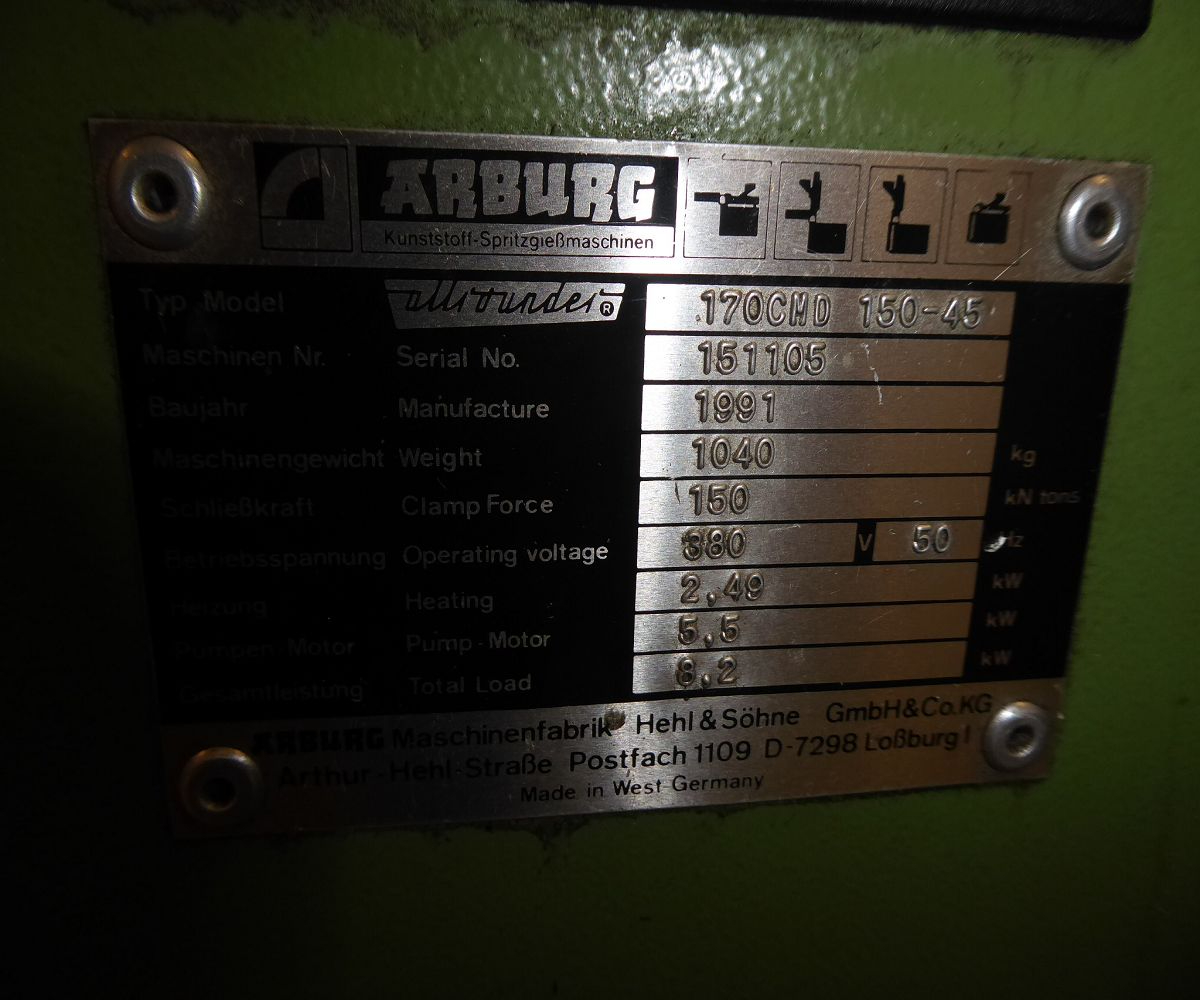 ARBURG
Kunststoff-Spritzgießmaschinen
Typ Model allrounder ® 170CMD 150-45
Maschinen Nr. Serial No. 151105
Baujahr Manufacture 1991
Maschinengewicht Weight 1040 kg
Schließkraft Clamp Force 150 kN tons
Betriebsspannung Operating voltage 380 V 50 Hz
Heizung Heating 2,49 kW
Pumpen-Motor Pump-Motor 5,5 kW
Gesamtleistung Total Load 8,2 kW
ARBURG Maschinenfabrik Hehl & Söhne GmbH & Co. KG
Arthur-Hehl-Straße Postfach 1109 D-7298 Loßburg 1
Made in West Germany